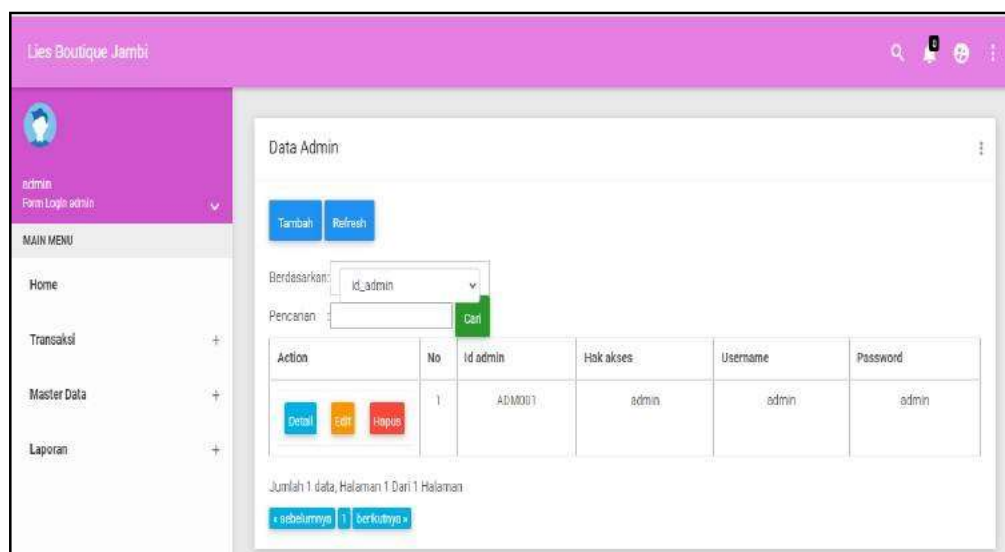 Lies Boutique Jambi
0
admin
Form Login admin
MAIN MENU
Home
Transaksi +
Master Data +
Laporan +
Data Admin
Tambah Refresh
Berdasarkan: id_admin
Pencarian : Cari
Action No Id admin Hak akses Username Password
Detail Edit Hapus 1 ADM001 admin admin admin
Jumlah 1 data, Halaman 1 Dari 1 Halaman
« sebelumnya 1 berikutnya »